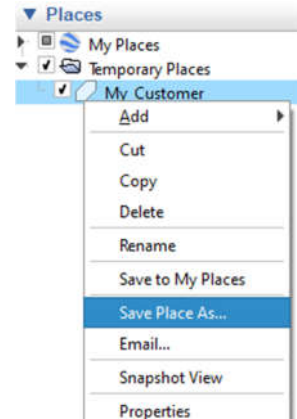 Places
My Places
Temporary Places
My Customer
Add
Cut
Copy
Delete
Rename
Save to My Places
Save Place As...
Email...
Snapshot View
Properties